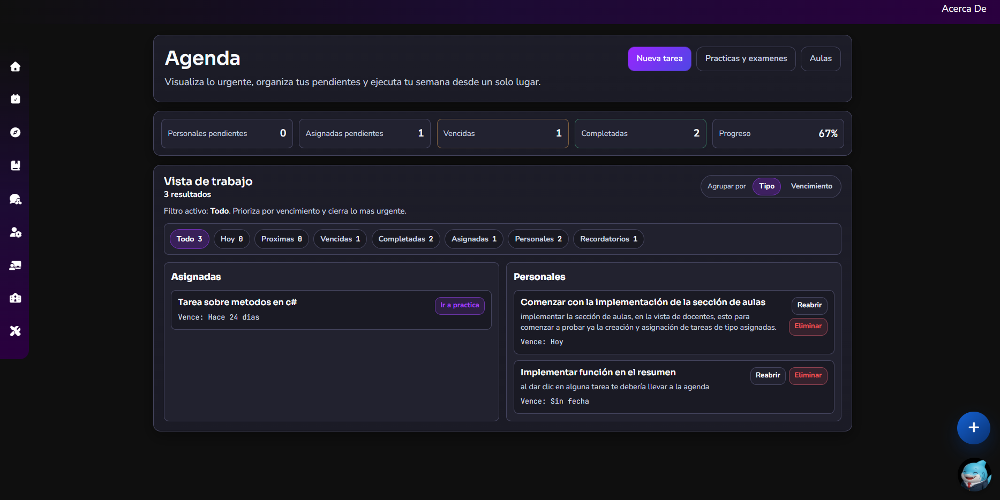 Acerca De
Agenda
Nueva tarea
Practicas y examenes
Aulas
Visualiza lo urgente, organiza tus pendientes y ejecuta tu semana desde un solo lugar.
Personales pendientes 0
Asignadas pendientes 1
Vencidas 1
Completadas 2
Progreso 67%
Vista de trabajo
3 resultados
Agrupar por Tipo Vencimiento
Filtro activo: Todo. Prioriza por vencimiento y cierra lo mas urgente.
Todo 3
Hoy 0
Proximas 0
Vencidas 1
Completadas 2
Asignadas 1
Personales 2
Recordatorios 1
Asignadas
Tarea sobre metodos en c#
Ir a practica
Vence: Hace 24 dias
Personales
Comenzar con la implementación de la sección de aulas
Reabrir
implementar la sección de aulas, en la vista de docentes, esto para
comenzar a probar ya la creación y asignación de tareas de tipo asignadas.
Eliminar
Vence: Hoy
Implementar función en el resumen
Reabrir
Eliminar
al dar clic en alguna tarea te debería llevar a la agenda
Vence: Sin fecha